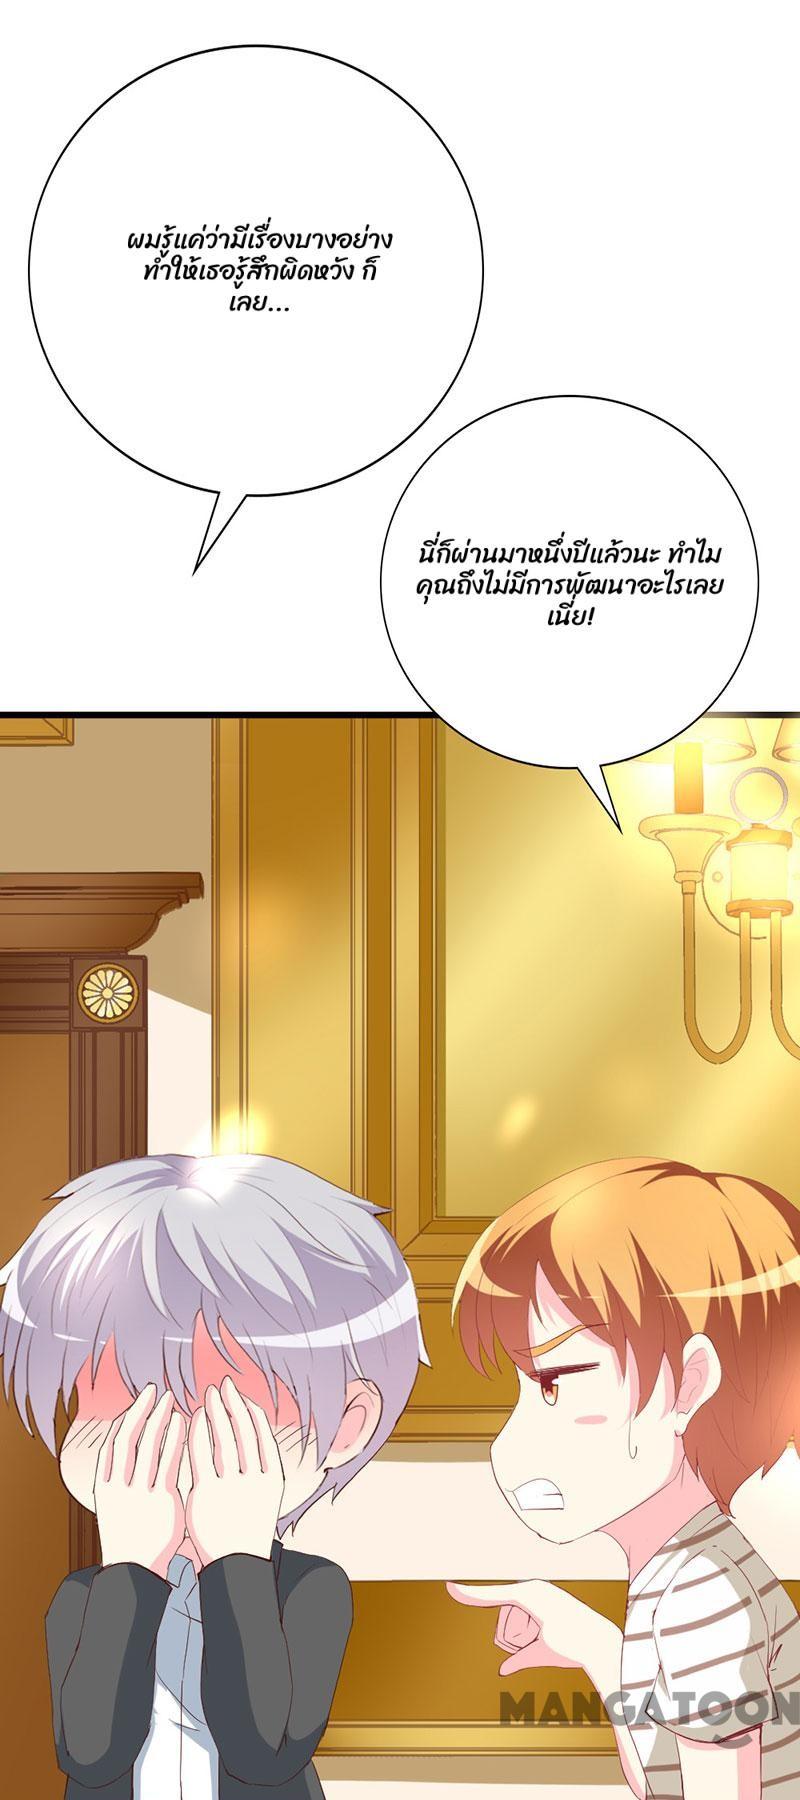 ผมรู้แค่ว่ามีเรื่องบางอย่าง
ทำให้เธอรู้สึกผิดหวัง ก็
เลย...
นี่ก็ผ่านมาหนึ่งปีแล้วนะ ทำไม
คุณถึงไม่มีการพัฒนาอะไรเลย
เนี่ย!
MANGATOON